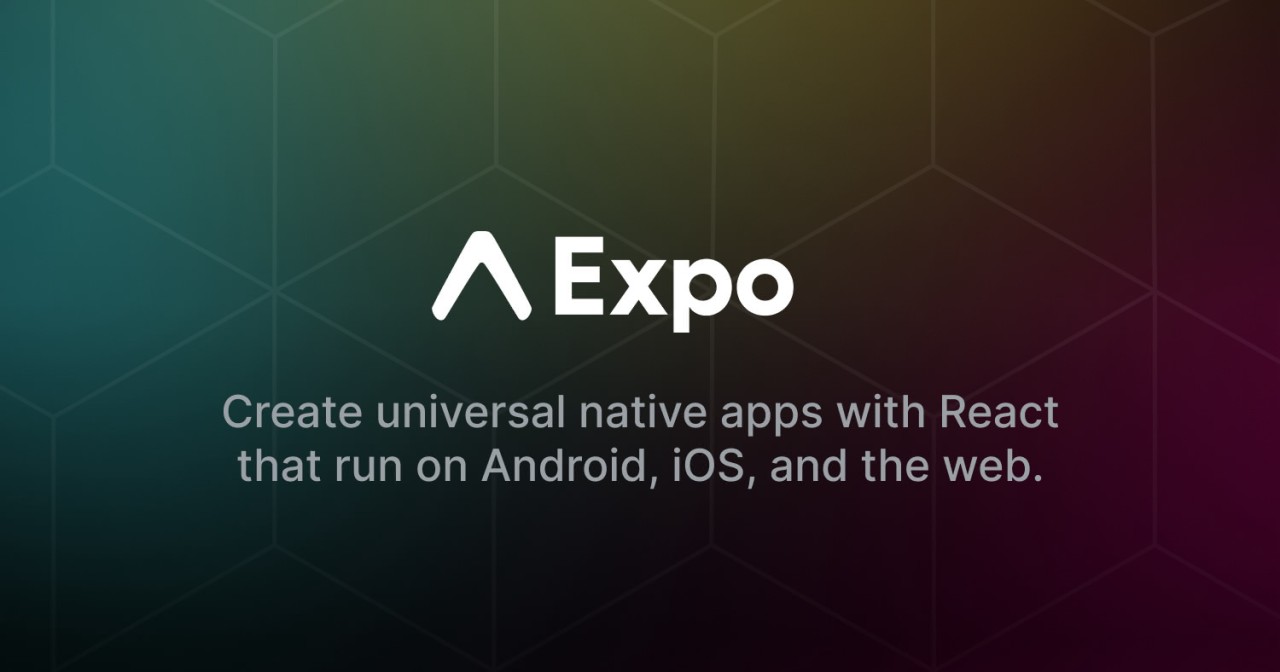 Expo
Create universal native apps with React
that run on Android, iOS, and the web.